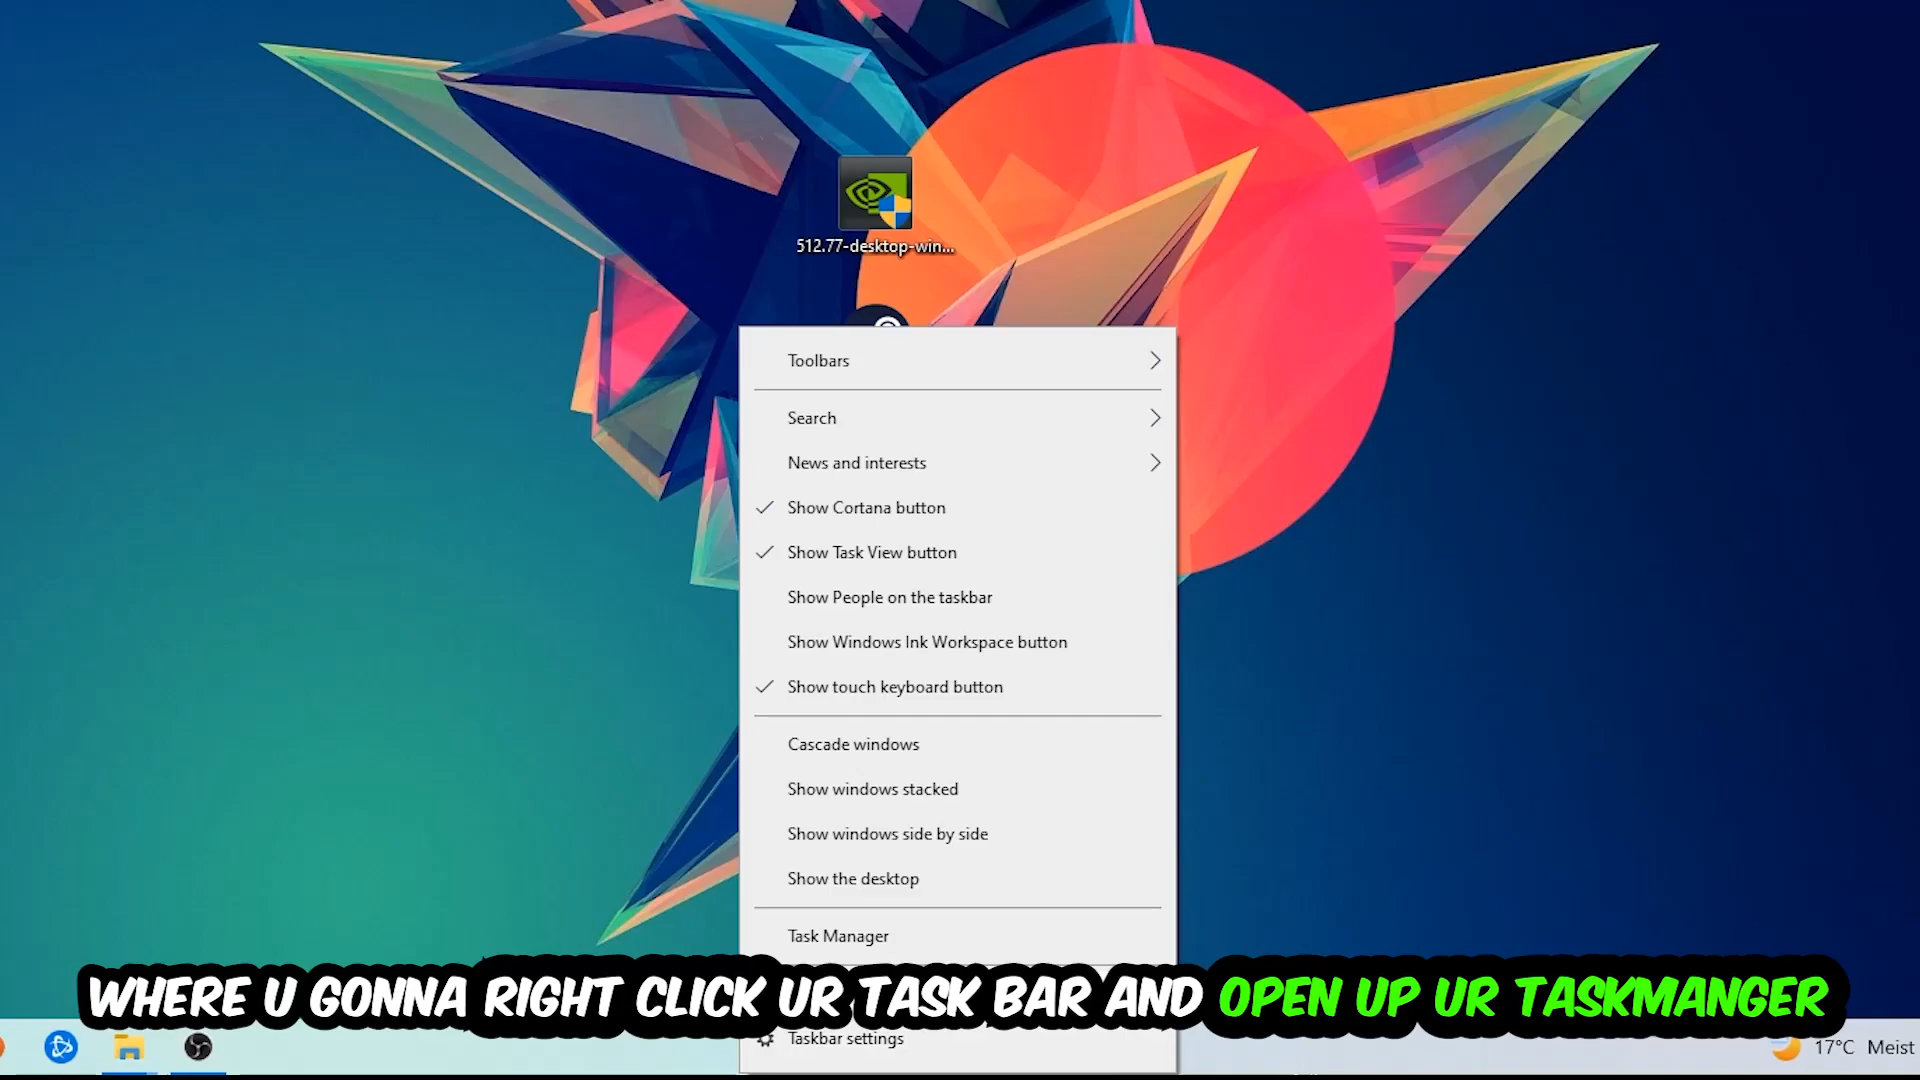 512.77-desktop-win...
Toolbars
Search
News and interests
Show Cortana button
Show Task View button
Show People on the taskbar
Show Windows Ink Workspace button
Show touch keyboard button
Cascade windows
Show windows stacked
Show windows side by side
Show the desktop
Task Manager
WHERE U GONNA RIGHT CLICK UR TASK BAR AND OPEN UP UR TASKMANGER
Taskbar settings
17°C Meist